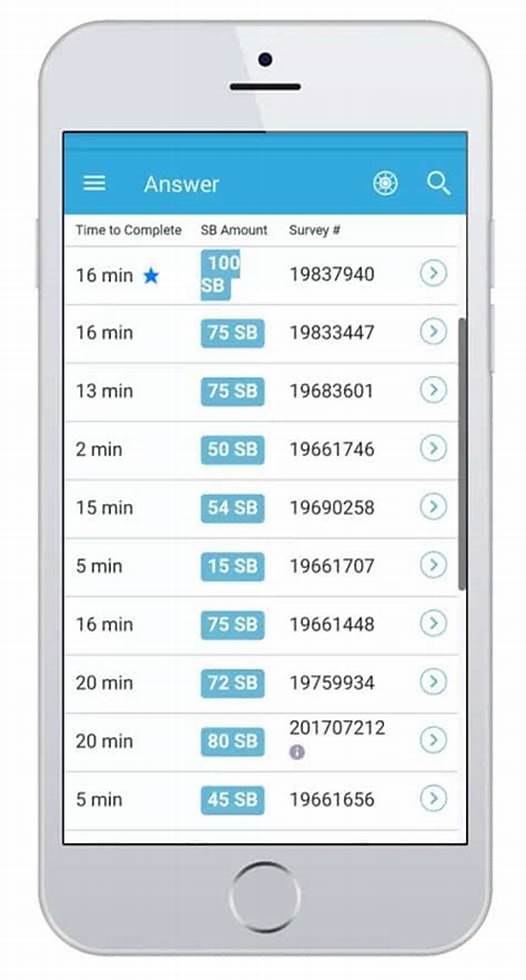 Answer
Time to Complete SB Amount Survey #
16 min 100 SB 19837940
16 min 75 SB 19833447
13 min 75 SB 19683601
2 min 50 SB 19661746
15 min 54 SB 19690258
5 min 15 SB 19661707
16 min 75 SB 19661448
20 min 72 SB 19759934
20 min 80 SB 201707212
5 min 45 SB 19661656